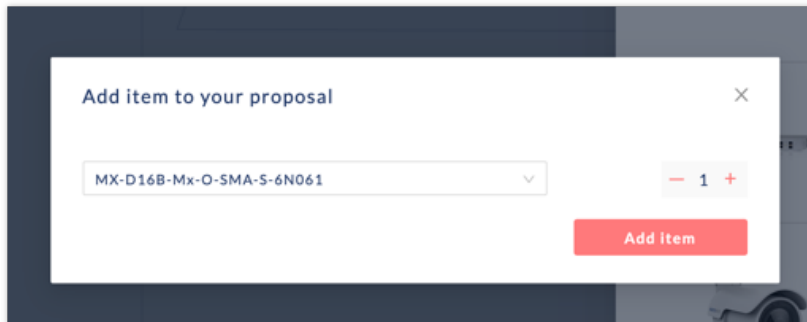 Add item to your proposal
MX-D16B-Mx-O-SMA-S-6N061
1
Add item